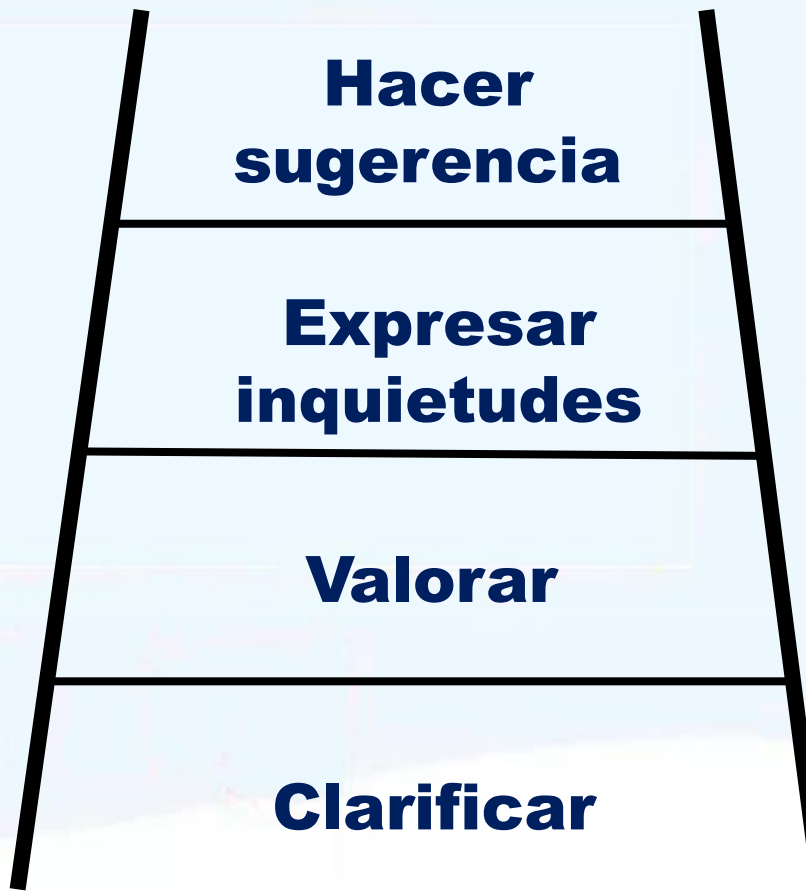 Hacer
sugerencia
Expresar
inquietudes
Valorar
Clarificar